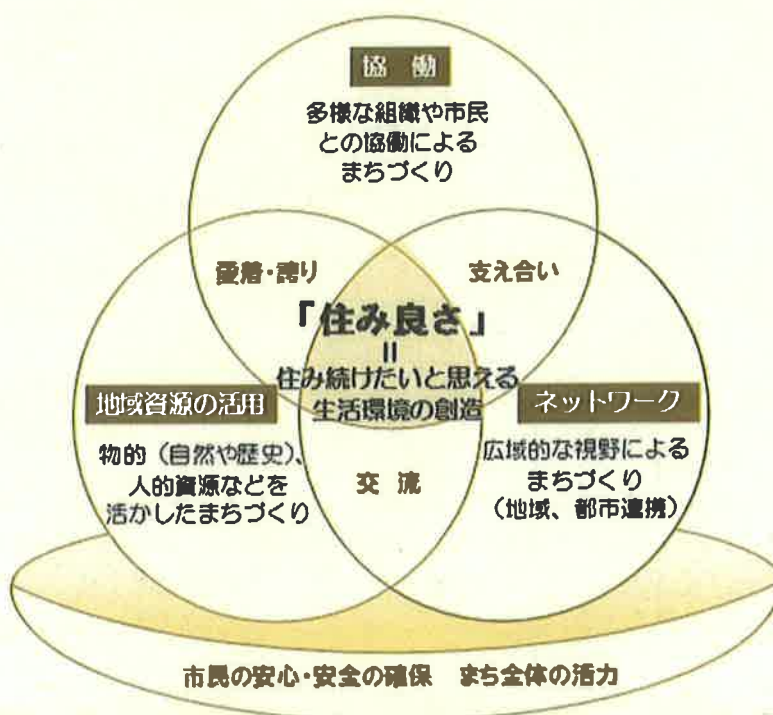 協 働
多様な組織や市民
との協働による
まちづくり
愛着・誇り
支え合い
「住み良さ」
=
住み続けたいと思える
生活環境の創造
地域資源の活用
物的(自然や歴史)、
人的資源などを
活かしたまちづくり
交 流
ネットワーク
広域的な視野による
まちづくり
(地域、都市連携)
市民の安心・安全の確保 まち全体の活力